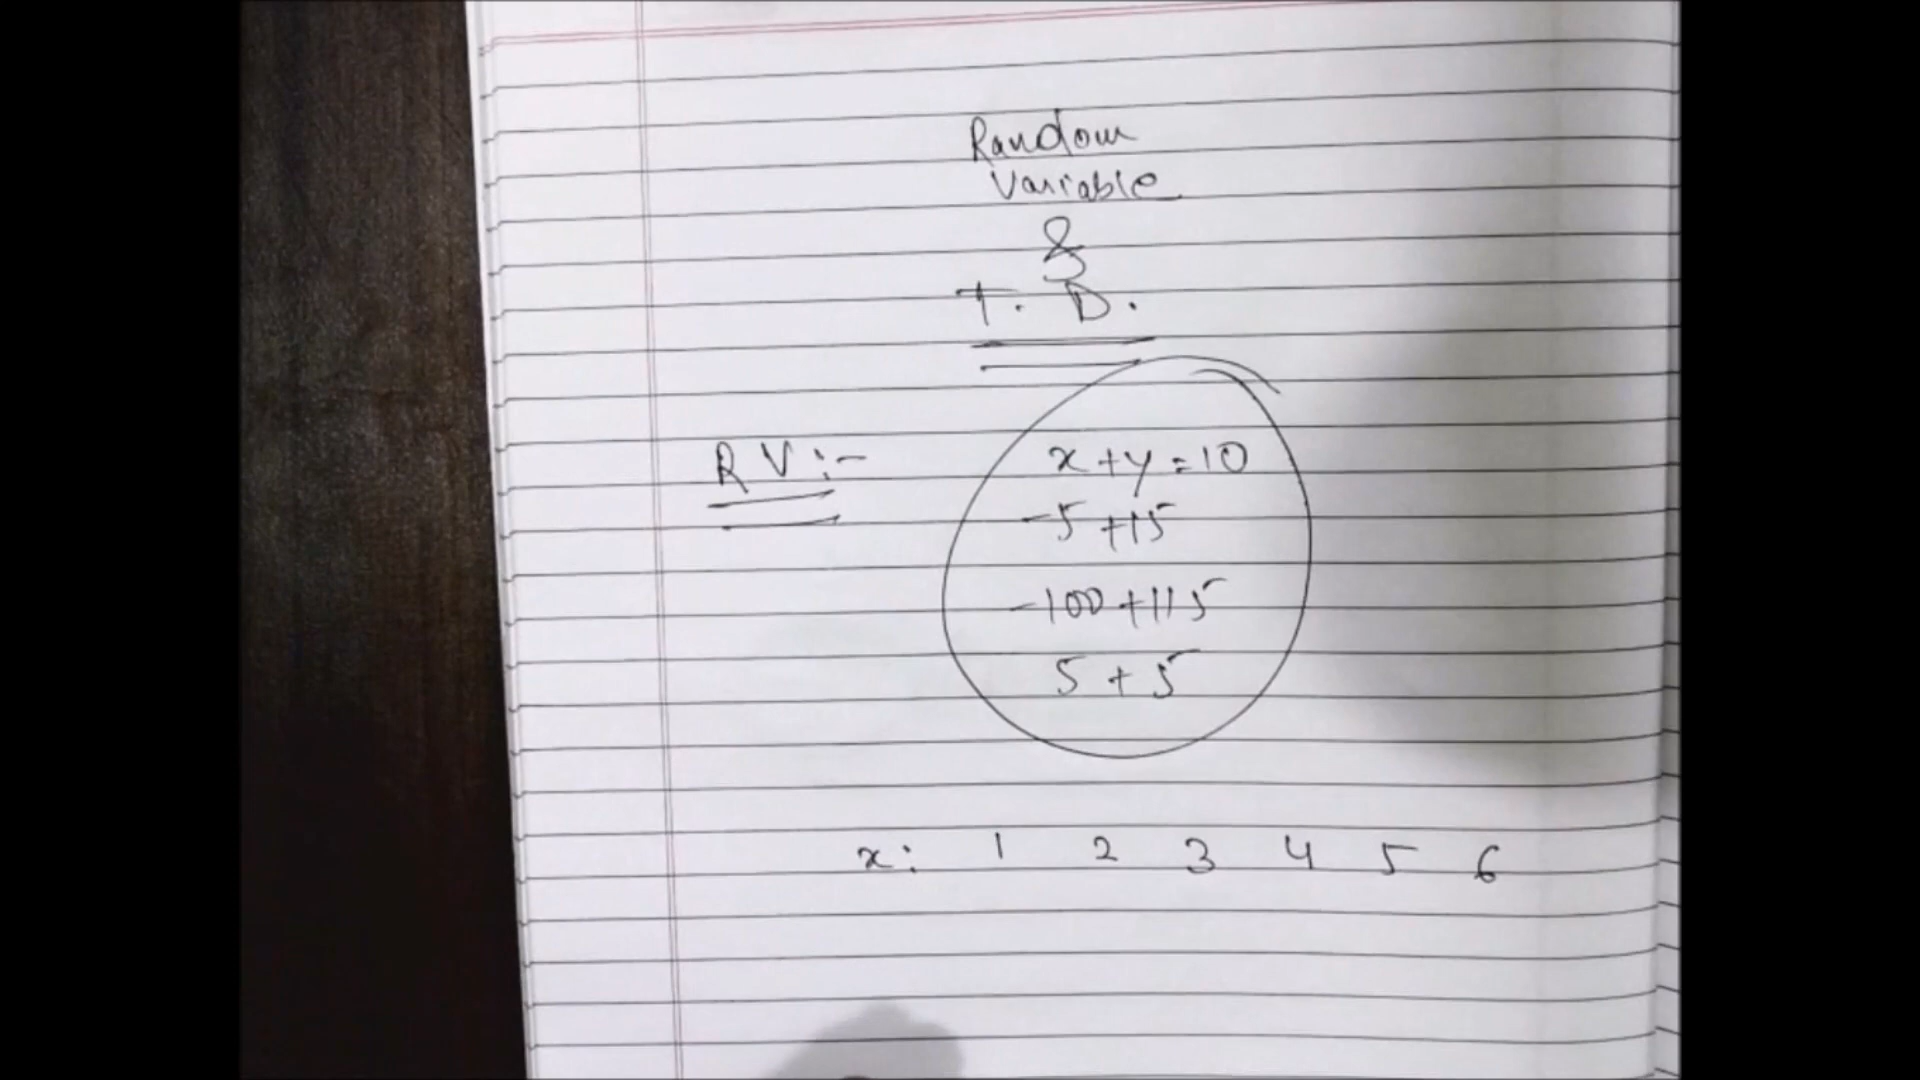 Random
Variable
&
T. D.
RV:-
x+y=10
-5+15
-100+115
5+5
x: 1 2 3 4 5 6